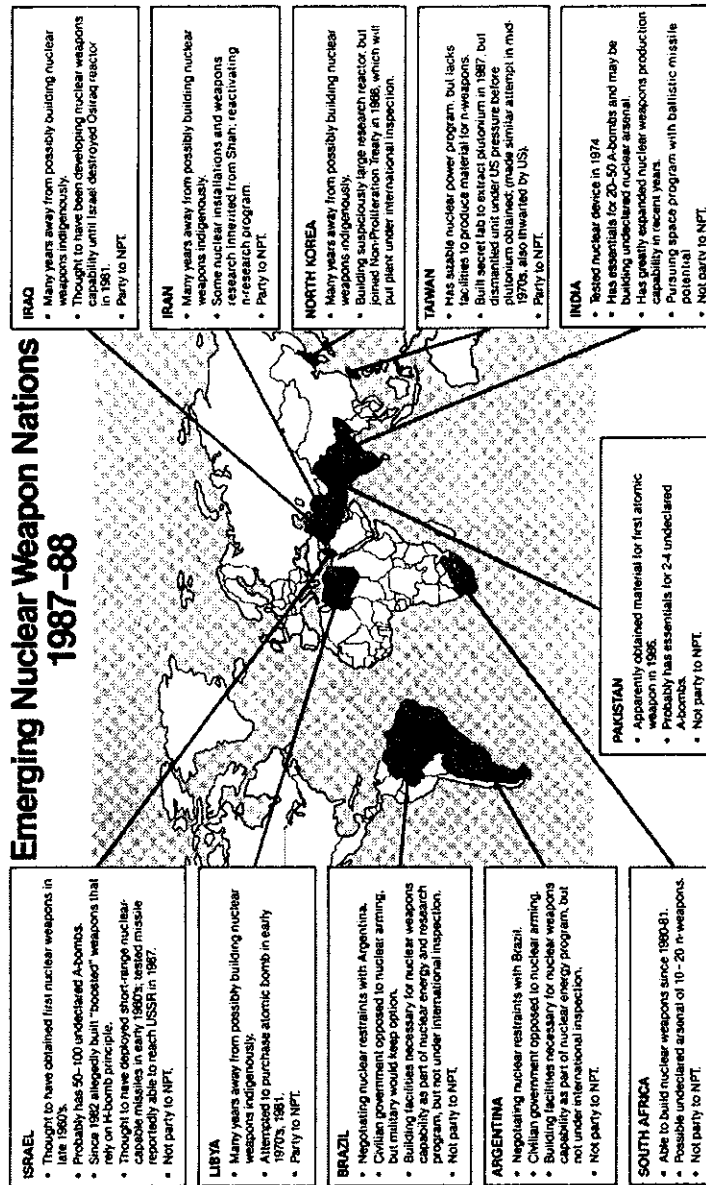 Emerging Nuclear Weapon Nations
1987–88
ISRAEL
• Thought to have obtained first nuclear weapons in
late 1960's.
• Probably has 50–100 undeclared A-bombs.
• Since 1982 allegedly built "boosted" weapons that
rely on H-bomb principle.
• Thought to have deployed short-range nuclear-
capable missiles in early 1980's; tested missile
reportedly able to reach USSR in 1987.
• Not party to NPT.
LIBYA
• Many years away from possibly building nuclear
weapons indigenously.
• Attempted to purchase atomic bomb in early
1970's, 1981.
• Party to NPT.
BRAZIL
• Negotiating nuclear restraints with Argentina.
• Civilian government opposed to nuclear arming,
but military would keep option.
• Building facilities necessary for nuclear weapons
capability as part of nuclear energy and research
program, but not under international inspection.
• Not party to NPT.
ARGENTINA
• Negotiating nuclear restraints with Brazil.
• Civilian government opposed to nuclear arming.
• Building facilities necessary for nuclear weapons
capability as part of nuclear energy program, but
not under international inspection.
• Not party to NPT.
SOUTH AFRICA
• Able to build nuclear weapons since 1980-81.
• Possible undeclared arsenal of 10–20 n-weapons.
• Not party to NPT.
PAKISTAN
• Apparently obtained material for first atomic
weapon in 1986.
• Probably has essentials for 2-4 undeclared
A-bombs.
• Not party to NPT.
IRAQ
• Many years away from possibly building nuclear
weapons indigenously.
• Thought to have been developing nuclear weapons
capability until Israel destroyed Osiraq reactor
in 1981.
• Party to NPT.
IRAN
• Many years away from possibly building nuclear
weapons indigenously.
• Some nuclear installations and weapons
research inherited from Shah; reactivating
n-research program.
• Party to NPT.
NORTH KOREA
• Many years away from possibly building nuclear
weapons indigenously.
• Building suspiciously large research reactor, but
joined Non-Proliferation Treaty in 1986, which will
put plant under international inspection.
TAIWAN
• Has sizable nuclear power program, but lacks
facilities to produce material for n-weapons.
• Built secret lab to extract plutonium in 1987, but
dismantled unit under US pressure before
plutonium obtained; (made similar attempt in mid-
1970's, also thwarted by US).
• Party to NPT.
INDIA
• Tested nuclear device in 1974
• Has essentials for 20–50 A-bombs and may be
building undeclared nuclear arsenal.
• Has greatly expanded nuclear weapons production
capability in recent years.
• Pursuing space program with ballistic missile
potential
• Not party to NPT.